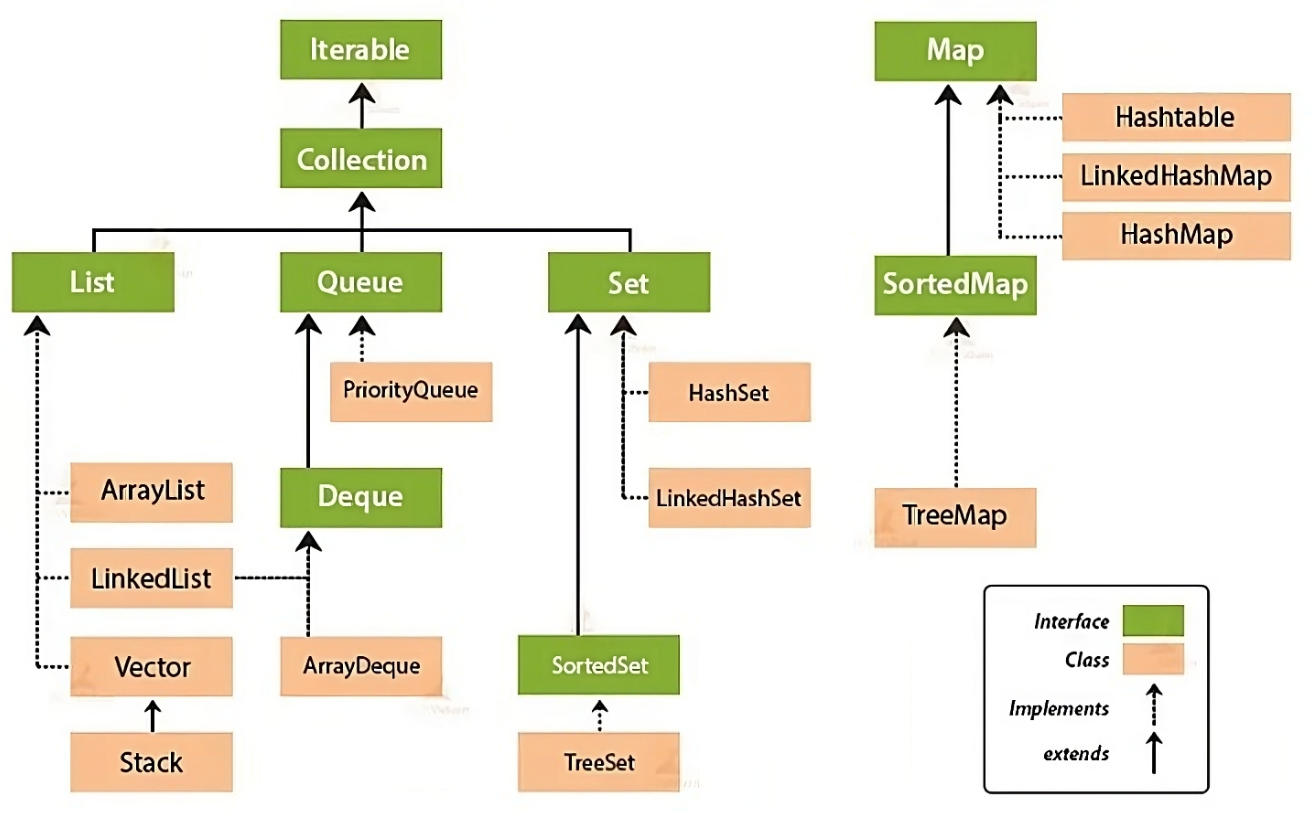 Iterable
Map
Hashtable
Collection
LinkedHashMap
HashMap
List
Queue
Set
SortedMap
PriorityQueue
HashSet
ArrayList
Deque
LinkedHashSet
TreeMap
LinkedList
Vector
ArrayDeque
SortedSet
Stack
TreeSet
Interface
Class
Implements
extends